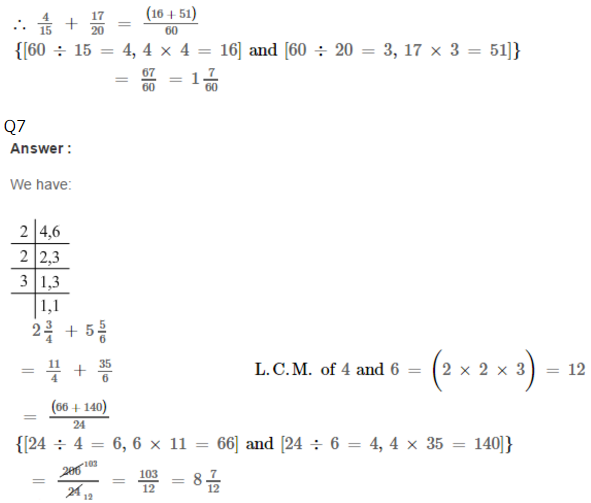 ∴ 4/15 + 17/20 = (16 + 51)/60
{[60 ÷ 15 = 4, 4 × 4 = 16] and [60 ÷ 20 = 3, 17 × 3 = 51]}
= 67/60 = 1 7/60
Q7
Answer :
We have:
2 | 4,6
2 | 2,3
3 | 1,3
| 1,1
2 3/4 + 5 5/6
= 11/4 + 35/6 L.C.M. of 4 and 6 = (2 × 2 × 3) = 12
= (66 + 140)/24
{[24 ÷ 4 = 6, 6 × 11 = 66] and [24 ÷ 6 = 4, 4 × 35 = 140]}
= 206 103/24 12 = 103/12 = 8 7/12